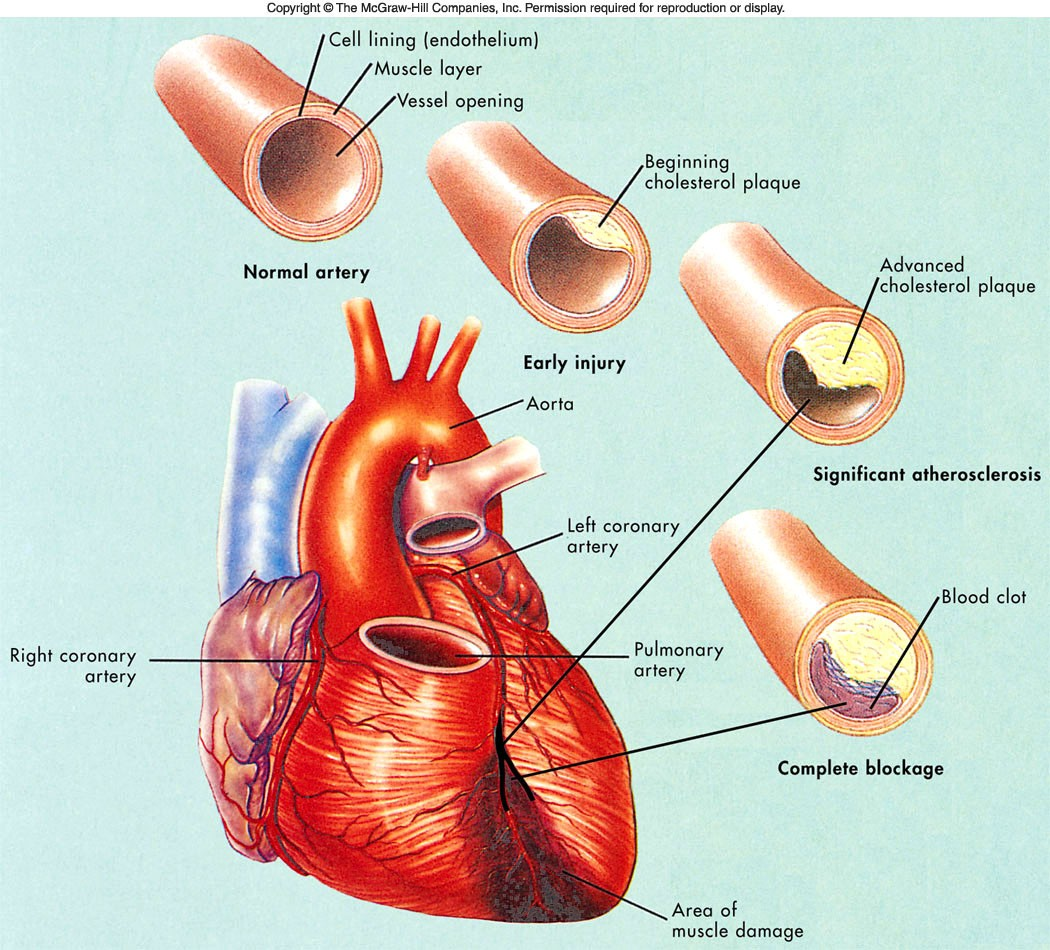 Copyright © The McGraw-Hill Companies, Inc. Permission required for reproduction or display.
Cell lining (endothelium)
Muscle layer
Vessel opening
Normal artery
Beginning
cholesterol plaque
Early injury
Advanced
cholesterol plaque
Significant atherosclerosis
Aorta
Left coronary
artery
Blood clot
Right coronary
artery
Pulmonary
artery
Complete blockage
Area of
muscle damage